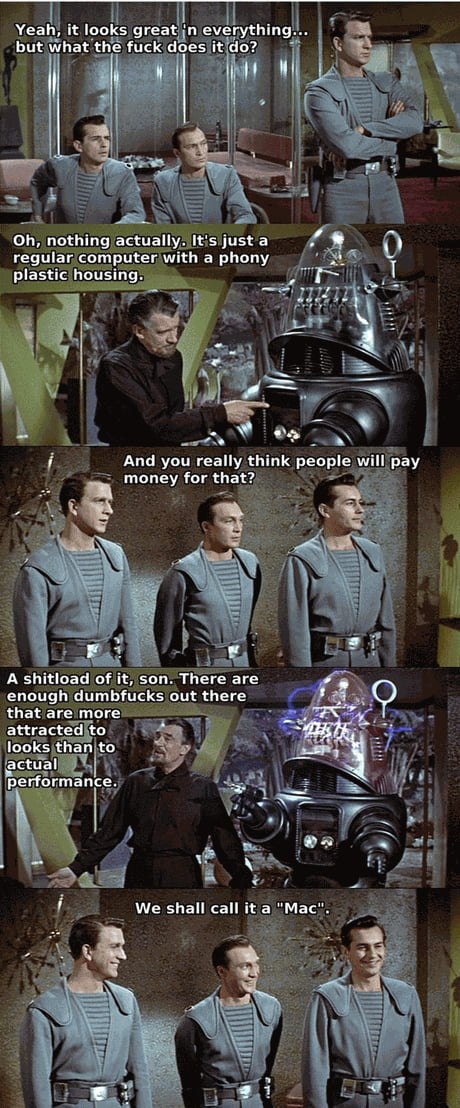 Yeah, it looks great 'n everything...
but what the fuck does it do?
Oh, nothing actually. It's just a
regular computer with a phony
plastic housing.
And you really think people will pay
money for that?
A shitload of it, son. There are
enough dumbfucks out there
that are more
attracted to
looks than to
actual
performance.
We shall call it a "Mac".